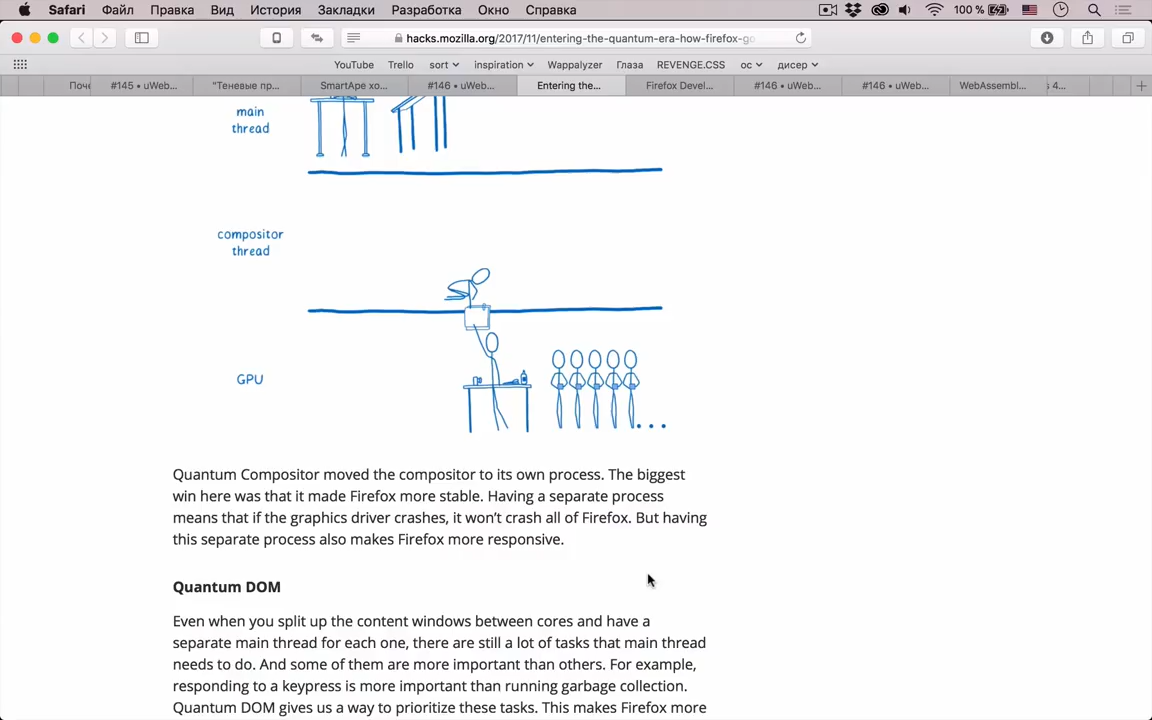 Safari Файл Правка Вид История Закладки Разработка Окно Справка 100 %
hacks.mozilla.org/2017/11/entering-the-quantum-era-how-firefox-go
YouTube Trello sort inspiration Wappalyzer Глаза REVENGE.CSS ос дисер
Поче #145 • uWeb... "Теневые пр... SmartApe хо... #146 • uWeb... Entering the... Firefox Devel... #146 • uWeb... #146 • uWeb... WebAssembl... 4...
main
thread
compositor
thread
GPU
Quantum Compositor moved the compositor to its own process. The biggest
win here was that it made Firefox more stable. Having a separate process
means that if the graphics driver crashes, it won’t crash all of Firefox. But having
this separate process also makes Firefox more responsive.
Quantum DOM
Even when you split up the content windows between cores and have a
separate main thread for each one, there are still a lot of tasks that main thread
needs to do. And some of them are more important than others. For example,
responding to a keypress is more important than running garbage collection.
Quantum DOM gives us a way to prioritize these tasks. This makes Firefox more